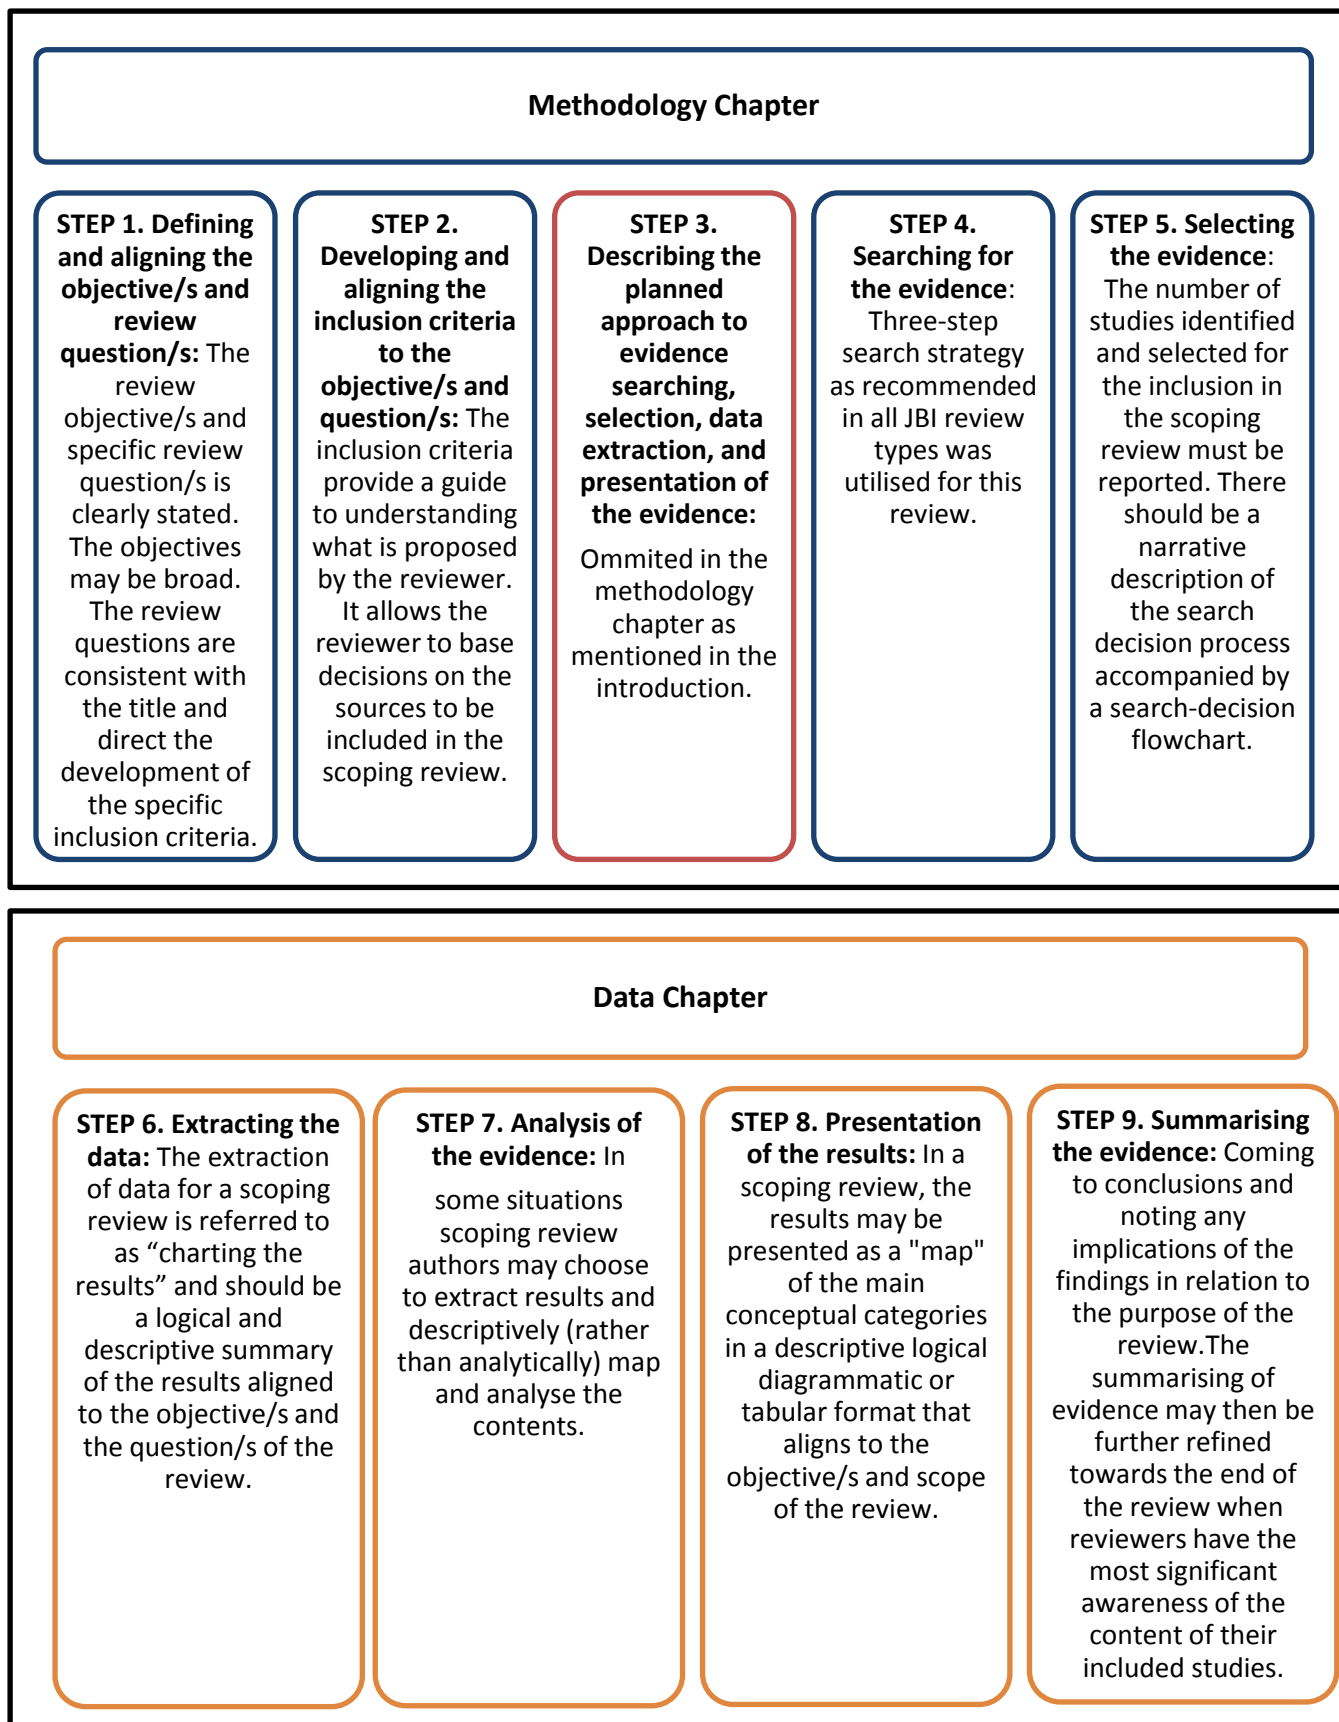 Methodology Chapter
STEP 1. Defining
and aligning the
objective/s and
review
question/s: The
review
objective/s and
specific review
question/s is
clearly stated.
The objectives
may be broad.
The review
questions are
consistent with
the title and
direct the
development of
the specific
inclusion criteria.
STEP 2.
Developing and
aligning the
inclusion criteria
to the
objective/s and
question/s: The
inclusion criteria
provide a guide
to understanding
what is proposed
by the reviewer.
It allows the
reviewer to base
decisions on the
sources to be
included in the
scoping review.
STEP 3.
Describing the
planned
approach to
evidence
searching,
selection, data
extraction, and
presentation of
the evidence:
Ommited in the
methodology
chapter as
mentioned in the
introduction.
STEP 4.
Searching for
the evidence:
Three-step
search strategy
as recommended
in all JBI review
types was
utilised for this
review.
STEP 5. Selecting
the evidence:
The number of
studies identified
and selected for
the inclusion in
the scoping
review must be
reported. There
should be a
narrative
description of
the search
decision process
accompanied by
a search-decision
flowchart.
Data Chapter
STEP 6. Extracting the
data: The extraction
of data for a scoping
review is referred to
as “charting the
results” and should be
a logical and
descriptive summary
of the results aligned
to the objective/s and
the question/s of the
review.
STEP 7. Analysis of
the evidence: In
some situations
scoping review
authors may choose
to extract results and
descriptively (rather
than analytically) map
and analyse the
contents.
STEP 8. Presentation
of the results: In a
scoping review, the
results may be
presented as a "map"
of the main
conceptual categories
in a descriptive logical
diagrammatic or
tabular format that
aligns to the
objective/s and scope
of the review.
STEP 9. Summarising
the evidence: Coming
to conclusions and
noting any
implications of the
findings in relation to
the purpose of the
review.The
summarising of
evidence may then be
further refined
towards the end of
the review when
reviewers have the
most significant
awareness of the
content of their
included studies.